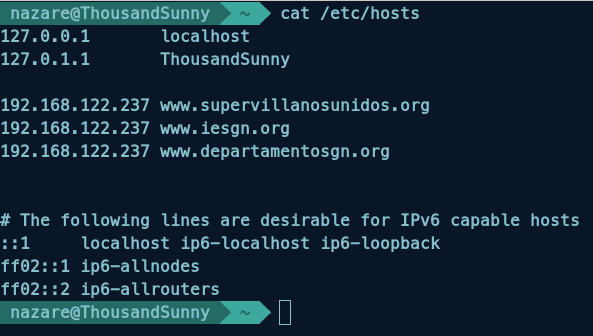 nazare@ThousandSunny ~ cat /etc/hosts
127.0.0.1 localhost
127.0.1.1 ThousandSunny
192.168.122.237 www.supervillanosunidos.org
192.168.122.237 www.iesgn.org
192.168.122.237 www.departamentosgn.org
# The following lines are desirable for IPv6 capable hosts
::1 localhost ip6-localhost ip6-loopback
ff02::1 ip6-allnodes
ff02::2 ip6-allrouters
nazare@ThousandSunny ~